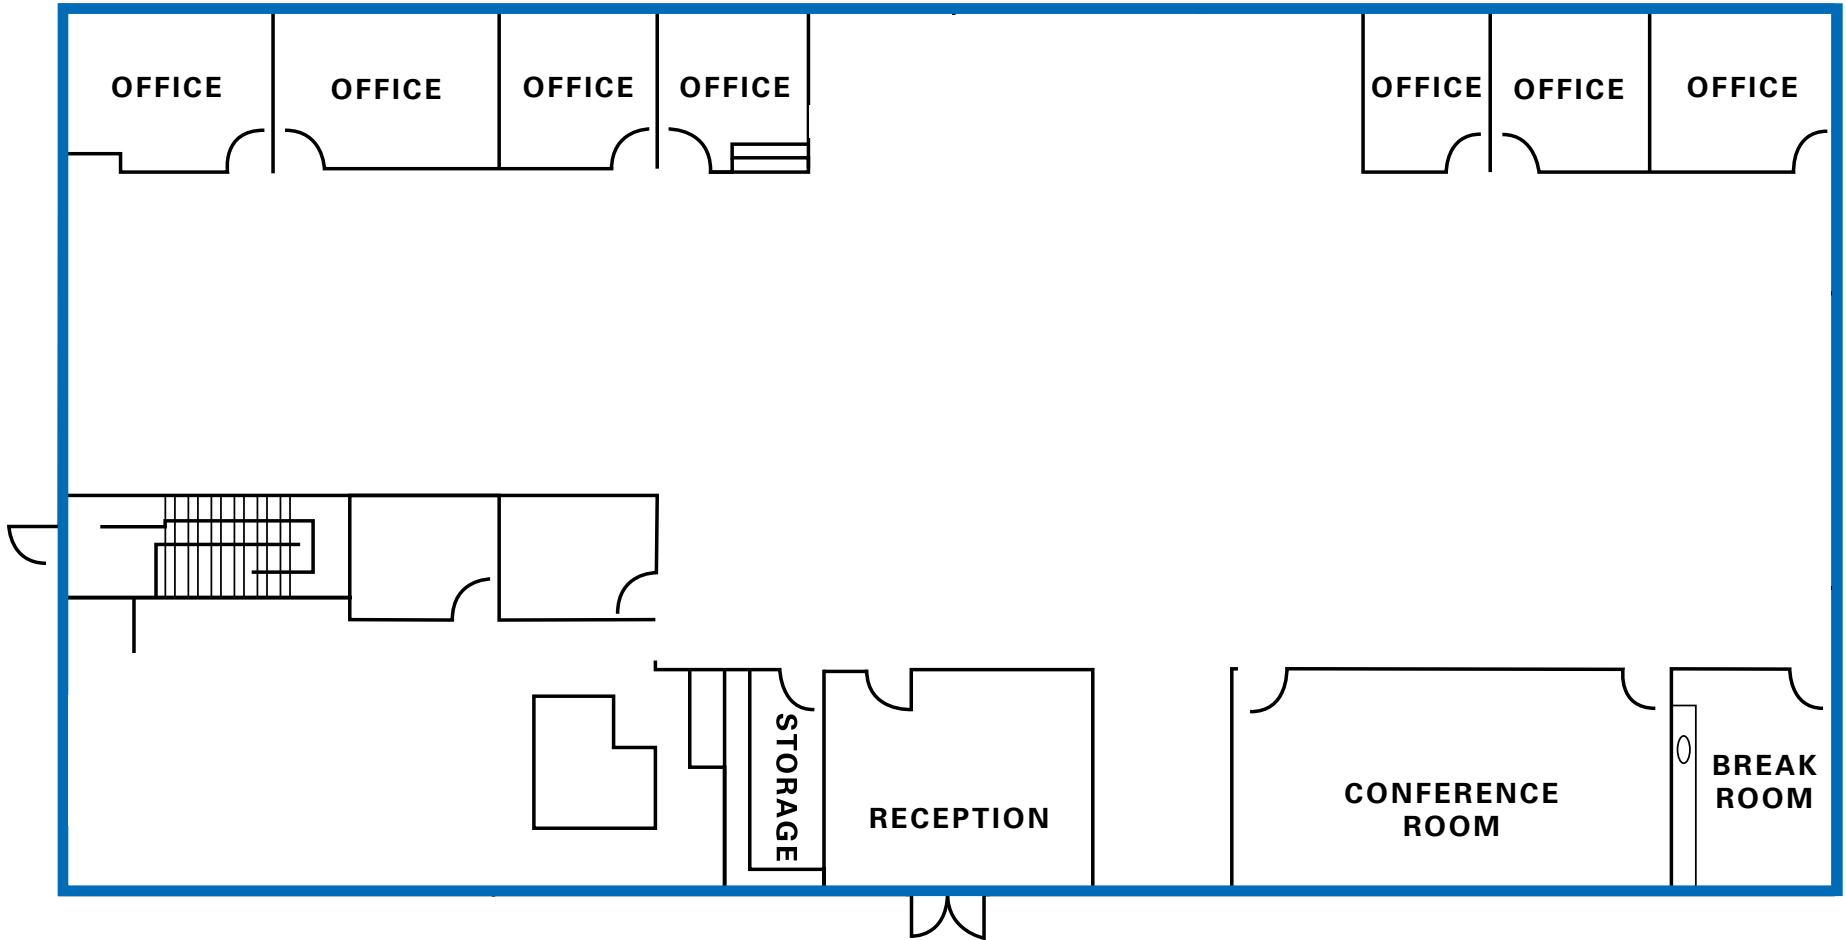 OFFICE
OFFICE
OFFICE
OFFICE
OFFICE
OFFICE
OFFICE
STORAGE
RECEPTION
CONFERENCE
ROOM
BREAK
ROOM